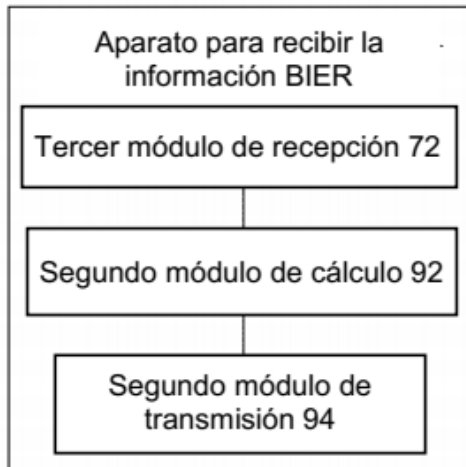 Aparato para recibir la
información BIER
Tercer módulo de recepción 72
Segundo módulo de cálculo 92
Segundo módulo de
transmisión 94